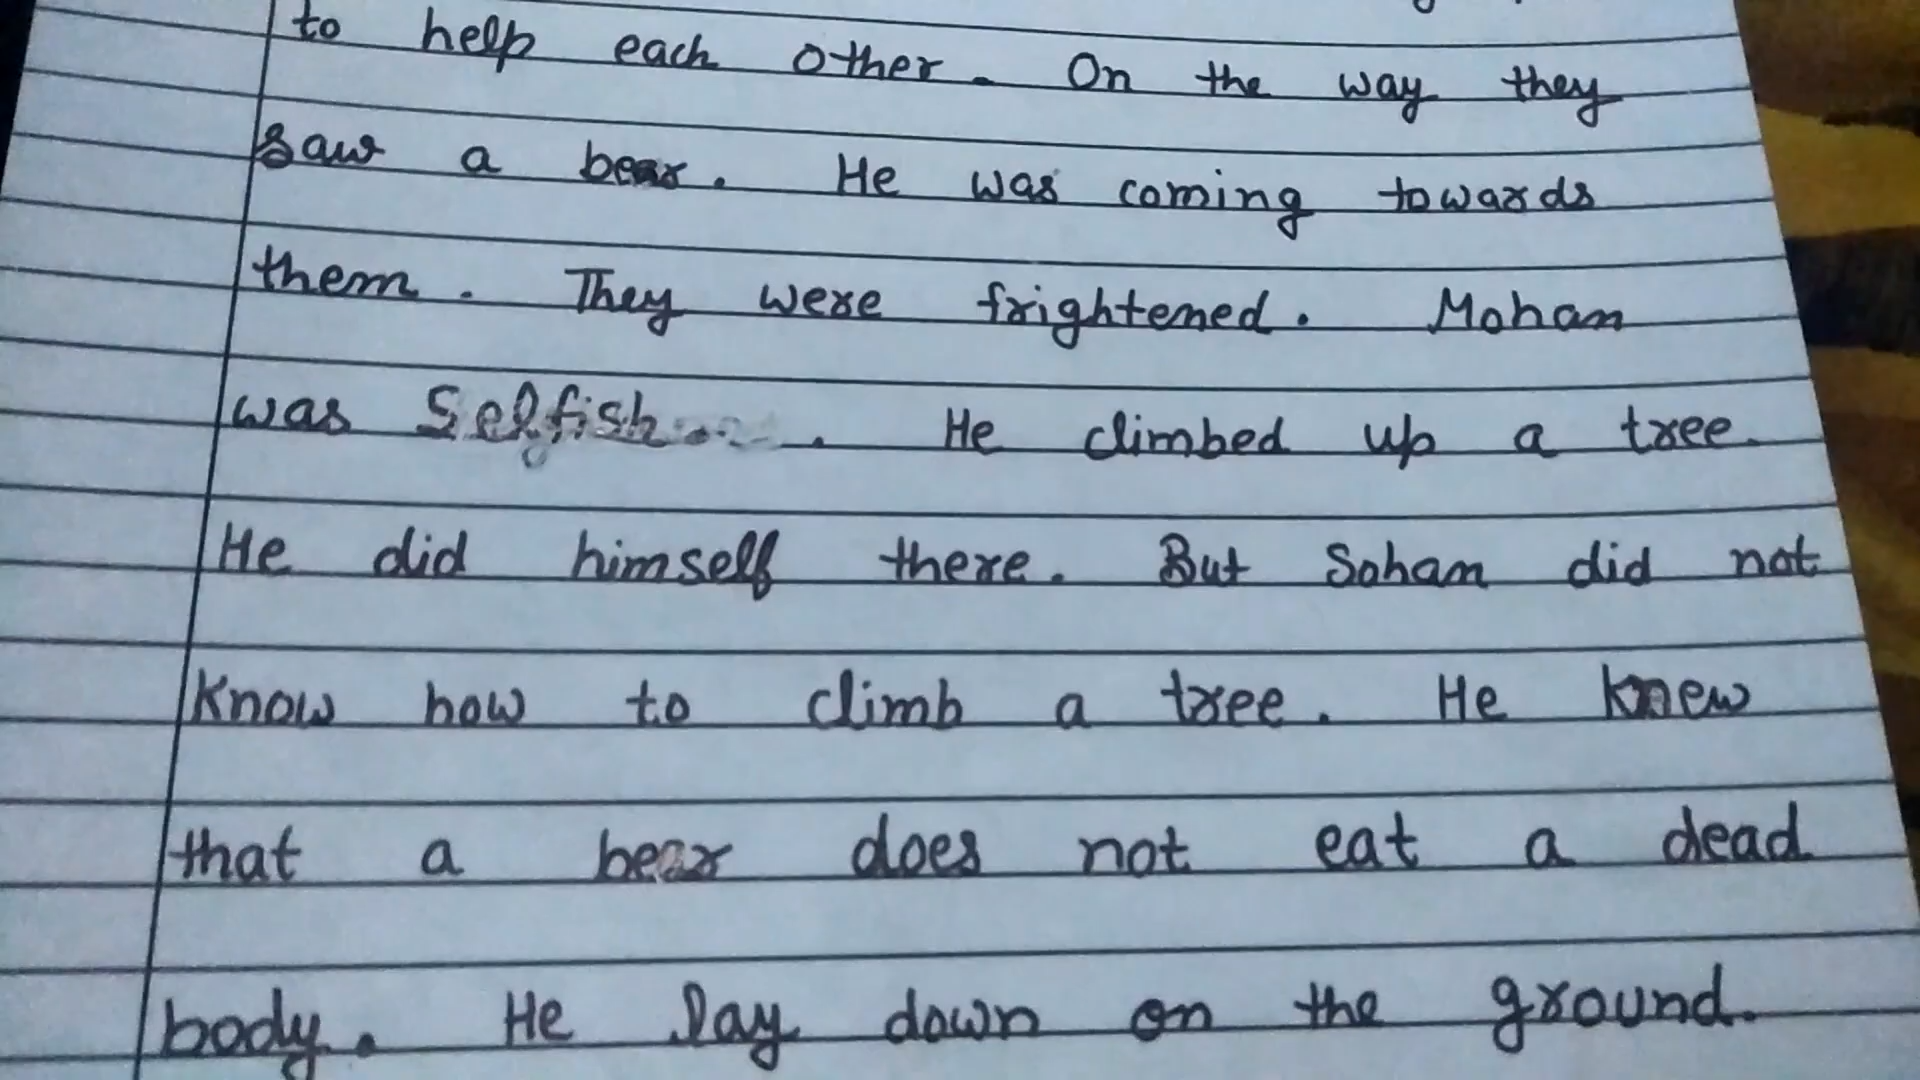 to help each other. On the way they
saw a bear. He was coming towards
them. They were frightened. Mohan
was Selfish. He climbed up a tree
He did himself there. But Soham did not
Know how to climb a tree. He knew
that a bear does not eat a dead
body. He lay down on the ground.